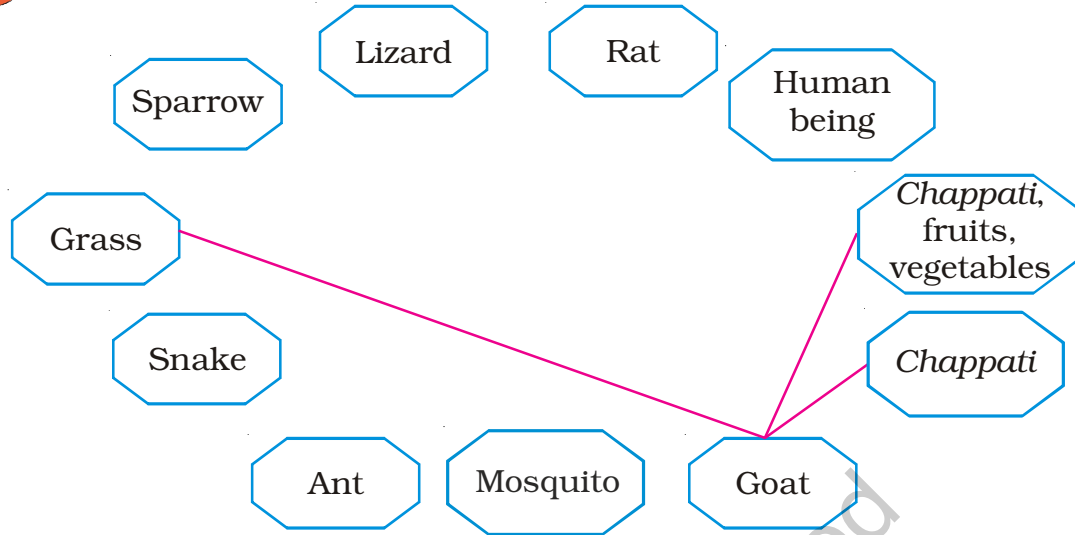 Lizard
Rat
Human
being
Sparrow
Chappati,
fruits,
vegetables
Grass
Snake
Chappati
Ant
Mosquito
Goat